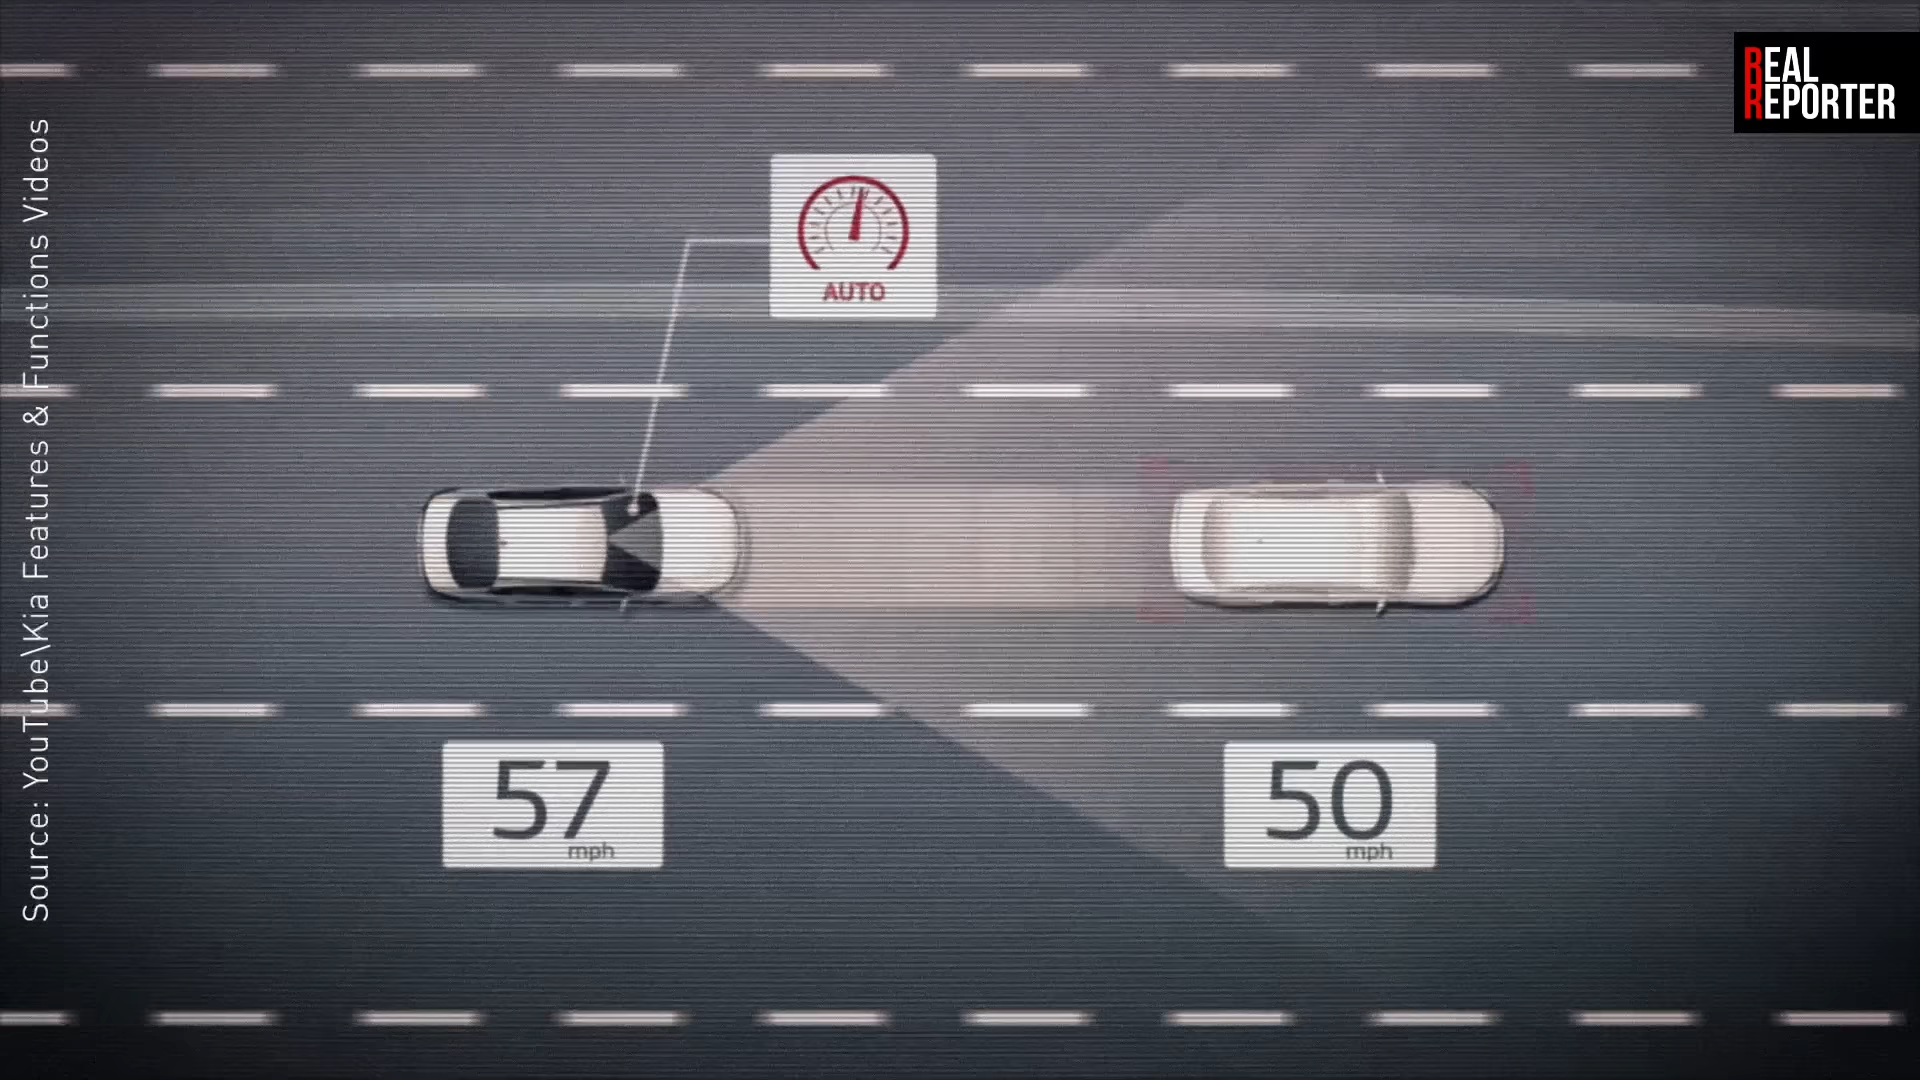 REAL
REPORTER
Source: YouTube\Kia Features & Functions Videos
AUTO
57
mph
50
mph